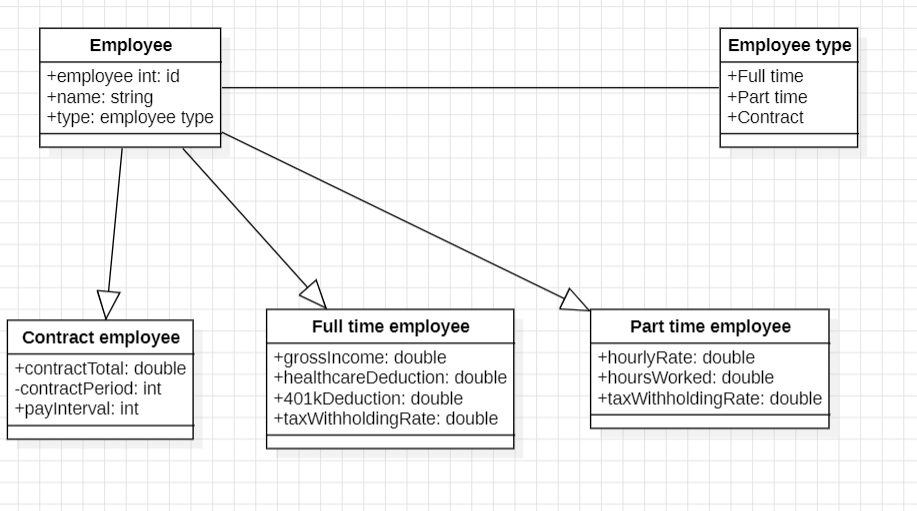 Employee
+employee int: id
+name: string
+type: employee type
Employee type
+Full time
+Part time
+Contract
Contract employee
+contractTotal: double
-contractPeriod: int
+payInterval: int
Full time employee
+grossIncome: double
+healthcareDeduction: double
+401kDeduction: double
+taxWithholdingRate: double
Part time employee
+hourlyRate: double
+hoursWorked: double
+taxWithholdingRate: double